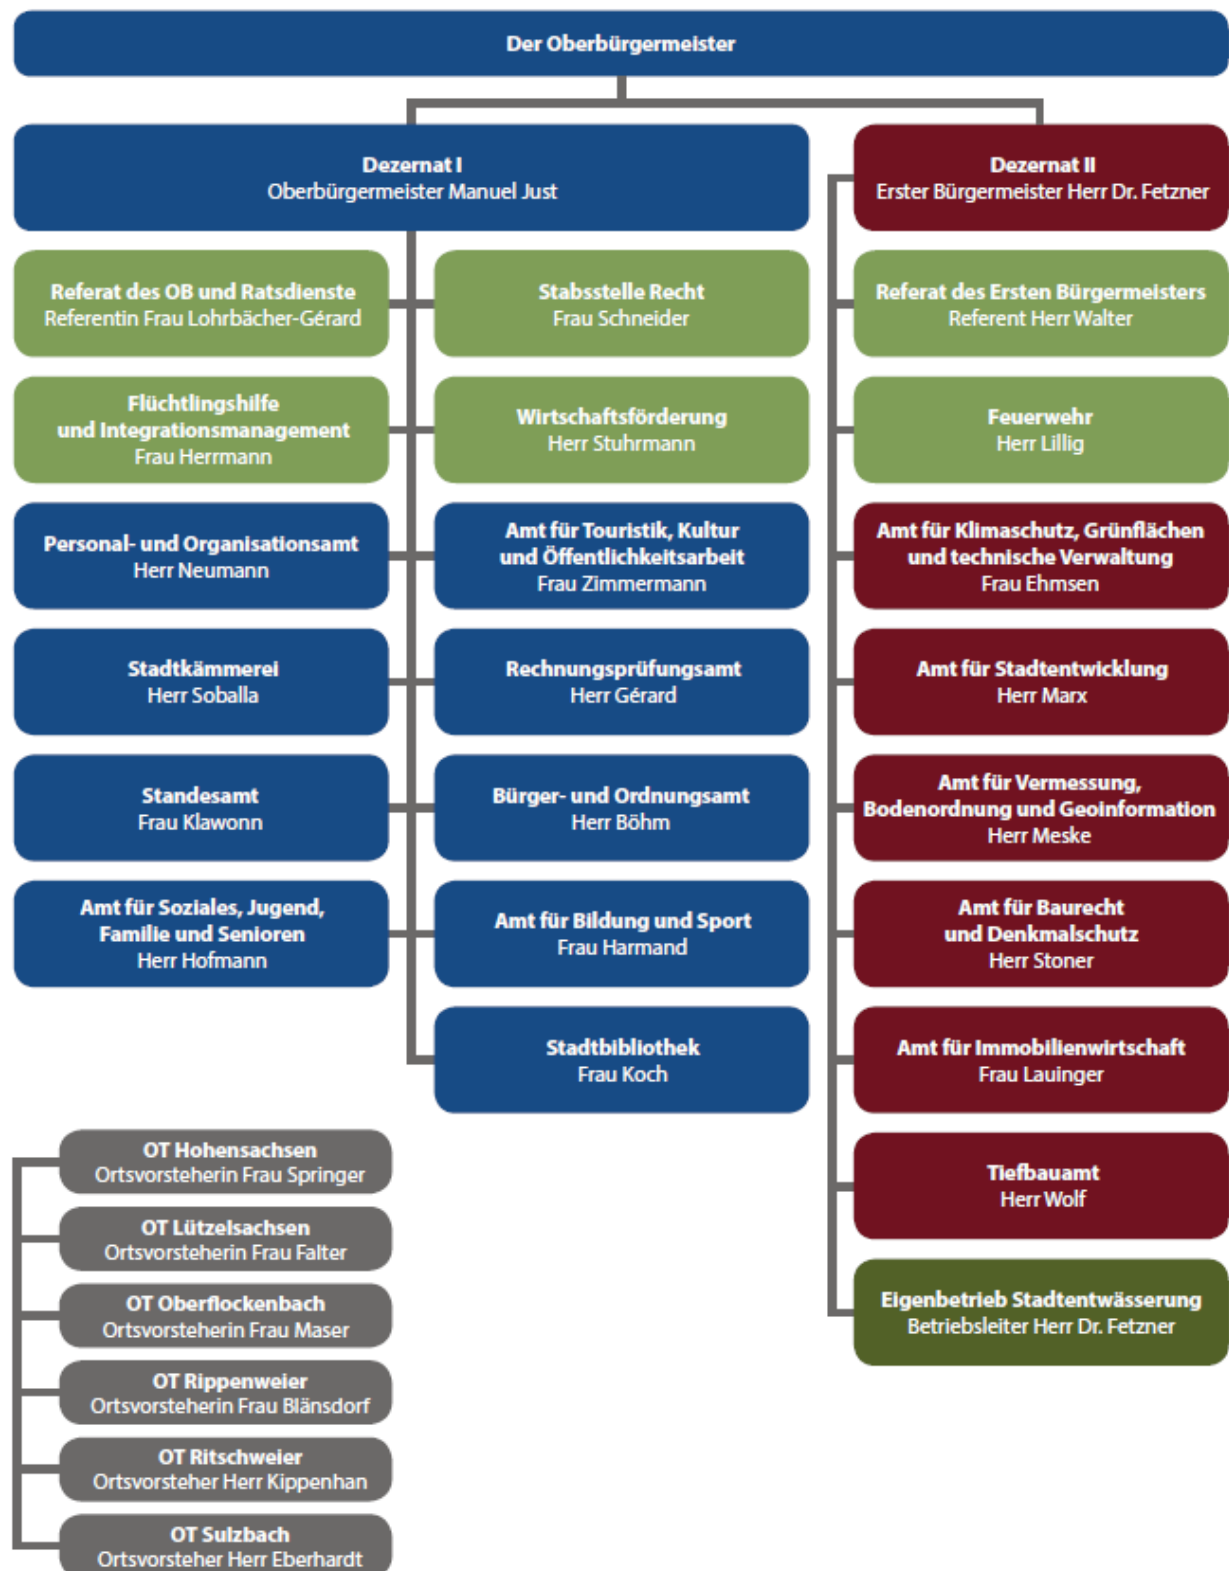 Der Oberbürgermeister
Dezernat I
Oberbürgermeister Manuel Just
Dezernat II
Erster Bürgermeister Herr Dr. Fetzner
Referat des OB und Ratsdienste
Referentin Frau Lohrbächer-Gérard
Stabsstelle Recht
Frau Schneider
Referat des Ersten Bürgermeisters
Referent Herr Walter
Flüchtlingshilfe
und Integrationsmanagement
Frau Herrmann
Wirtschaftsförderung
Herr Stuhrmann
Feuerwehr
Herr Lillig
Personal- und Organisationsamt
Herr Neumann
Amt für Touristik, Kultur
und Öffentlichkeitsarbeit
Frau Zimmermann
Amt für Klimaschutz, Grünflächen
und technische Verwaltung
Frau Ehmsen
Stadtkämmerei
Herr Soballa
Rechnungsprüfungsamt
Herr Gérard
Amt für Stadtentwicklung
Herr Marx
Standesamt
Frau Klawonn
Bürger- und Ordnungsamt
Herr Böhm
Amt für Vermessung,
Bodenordnung und Geoinformation
Herr Meske
Amt für Soziales, Jugend,
Familie und Senioren
Herr Hofmann
Amt für Bildung und Sport
Frau Harmand
Amt für Baurecht
und Denkmalschutz
Herr Stoner
Stadtbibliothek
Frau Koch
Amt für Immobilienwirtschaft
Frau Lauinger
OT Hohensachsen
Ortsvorsteherin Frau Springer
Tiefbauamt
Herr Wolf
OT Lützelsachsen
Ortsvorsteherin Frau Falter
OT Oberflockenbach
Ortsvorsteherin Frau Maser
Eigenbetrieb Stadtentwässerung
Betriebsleiter Herr Dr. Fetzner
OT Rippenweier
Ortsvorsteherin Frau Blänsdorf
OT Ritschweier
Ortsvorsteher Herr Kippenhan
OT Sulzbach
Ortsvorsteher Herr Eberhardt